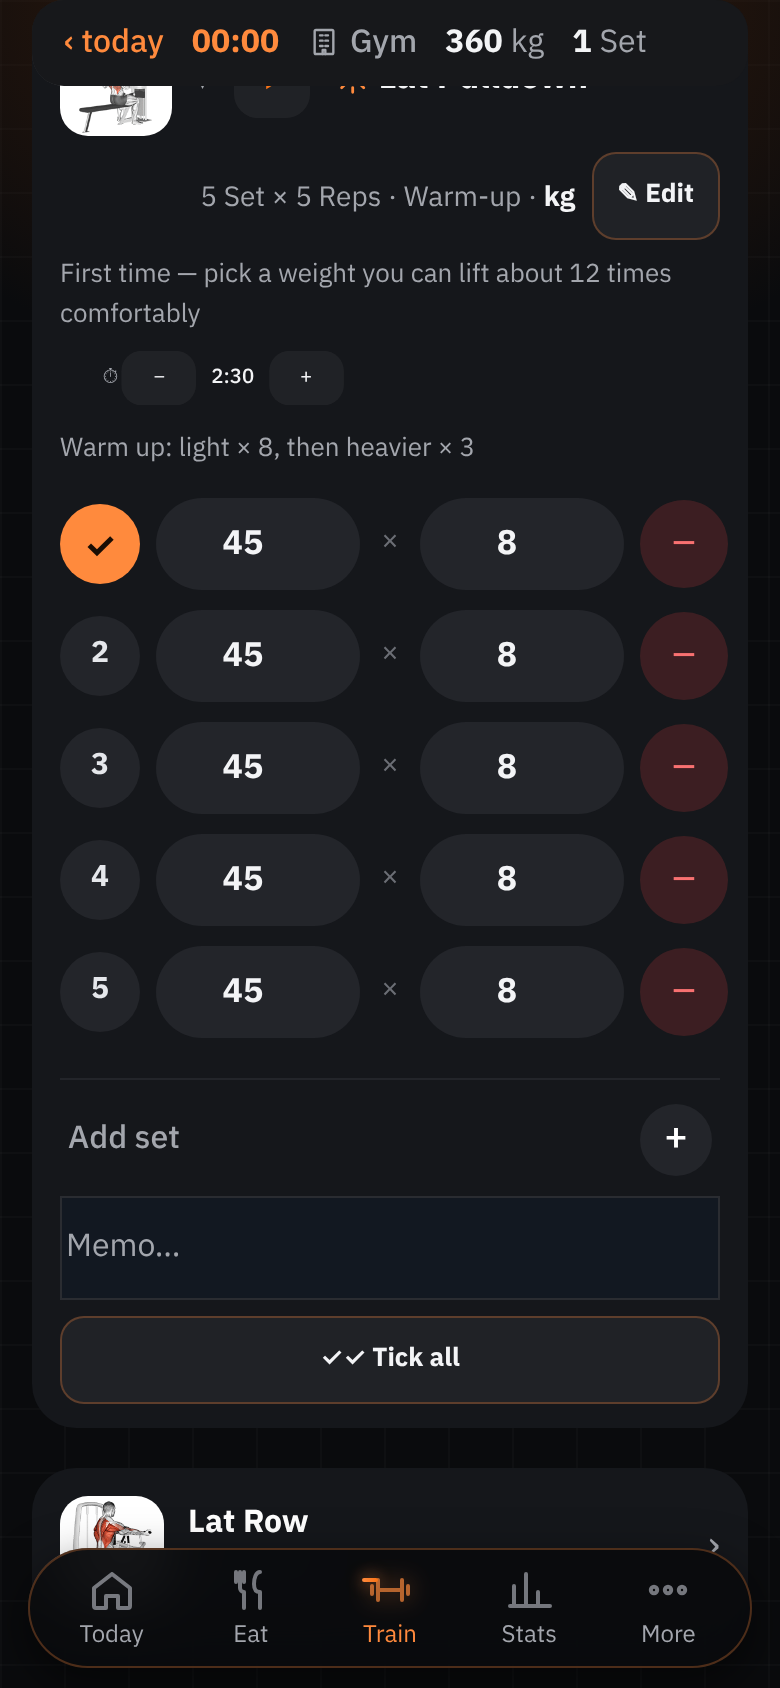 ‹ today 00:00 Gym 360 kg 1 Set
5 Set × 5 Reps · Warm-up · kg ✎ Edit
First time — pick a weight you can lift about 12 times
comfortably
⏱ − 2:30 +
Warm up: light × 8, then heavier × 3
✓ 45 × 8 −
2 45 × 8 −
3 45 × 8 −
4 45 × 8 −
5 45 × 8 −
Add set +
Memo...
✓✓ Tick all
Lat Row ›
Today Eat Train Stats More